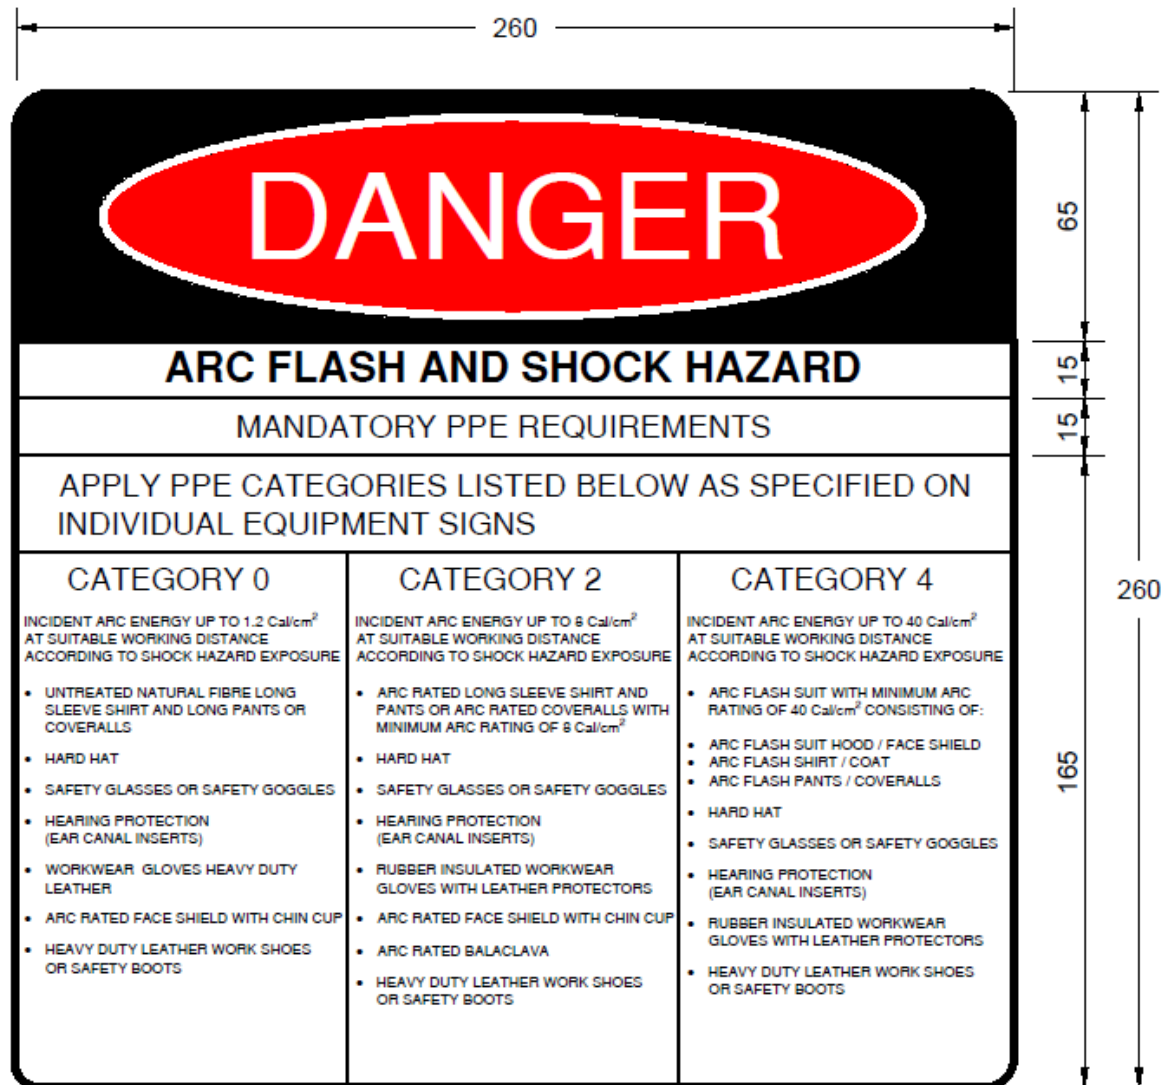 260
DANGER
65
ARC FLASH AND SHOCK HAZARD
15
MANDATORY PPE REQUIREMENTS
15
APPLY PPE CATEGORIES LISTED BELOW AS SPECIFIED ON
INDIVIDUAL EQUIPMENT SIGNS
CATEGORY 0
INCIDENT ARC ENERGY UP TO 1.2 Cal/cm²
AT SUITABLE WORKING DISTANCE
ACCORDING TO SHOCK HAZARD EXPOSURE
• UNTREATED NATURAL FIBRE LONG
SLEEVE SHIRT AND LONG PANTS OR
COVERALLS
• HARD HAT
• SAFETY GLASSES OR SAFETY GOGGLES
• HEARING PROTECTION
(EAR CANAL INSERTS)
• WORKWEAR GLOVES HEAVY DUTY
LEATHER
• ARC RATED FACE SHIELD WITH CHIN CUP
• HEAVY DUTY LEATHER WORK SHOES
OR SAFETY BOOTS
CATEGORY 2
INCIDENT ARC ENERGY UP TO 8 Cal/cm²
AT SUITABLE WORKING DISTANCE
ACCORDING TO SHOCK HAZARD EXPOSURE
• ARC RATED LONG SLEEVE SHIRT AND
PANTS OR ARC RATED COVERALLS WITH
MINIMUM ARC RATING OF 8 Cal/cm²
• HARD HAT
• SAFETY GLASSES OR SAFETY GOGGLES
• HEARING PROTECTION
(EAR CANAL INSERTS)
• RUBBER INSULATED WORKWEAR
GLOVES WITH LEATHER PROTECTORS
• ARC RATED FACE SHIELD WITH CHIN CUP
• ARC RATED BALACLAVA
• HEAVY DUTY LEATHER WORK SHOES
OR SAFETY BOOTS
CATEGORY 4
INCIDENT ARC ENERGY UP TO 40 Cal/cm²
AT SUITABLE WORKING DISTANCE
ACCORDING TO SHOCK HAZARD EXPOSURE
• ARC FLASH SUIT WITH MINIMUM ARC
RATING OF 40 Cal/cm² CONSISTING OF:
• ARC FLASH SUIT HOOD / FACE SHIELD
• ARC FLASH SHIRT / COAT
• ARC FLASH PANTS / COVERALLS
• HARD HAT
• SAFETY GLASSES OR SAFETY GOGGLES
• HEARING PROTECTION
(EAR CANAL INSERTS)
• RUBBER INSULATED WORKWEAR
GLOVES WITH LEATHER PROTECTORS
• HEAVY DUTY LEATHER WORK SHOES
OR SAFETY BOOTS
165
260